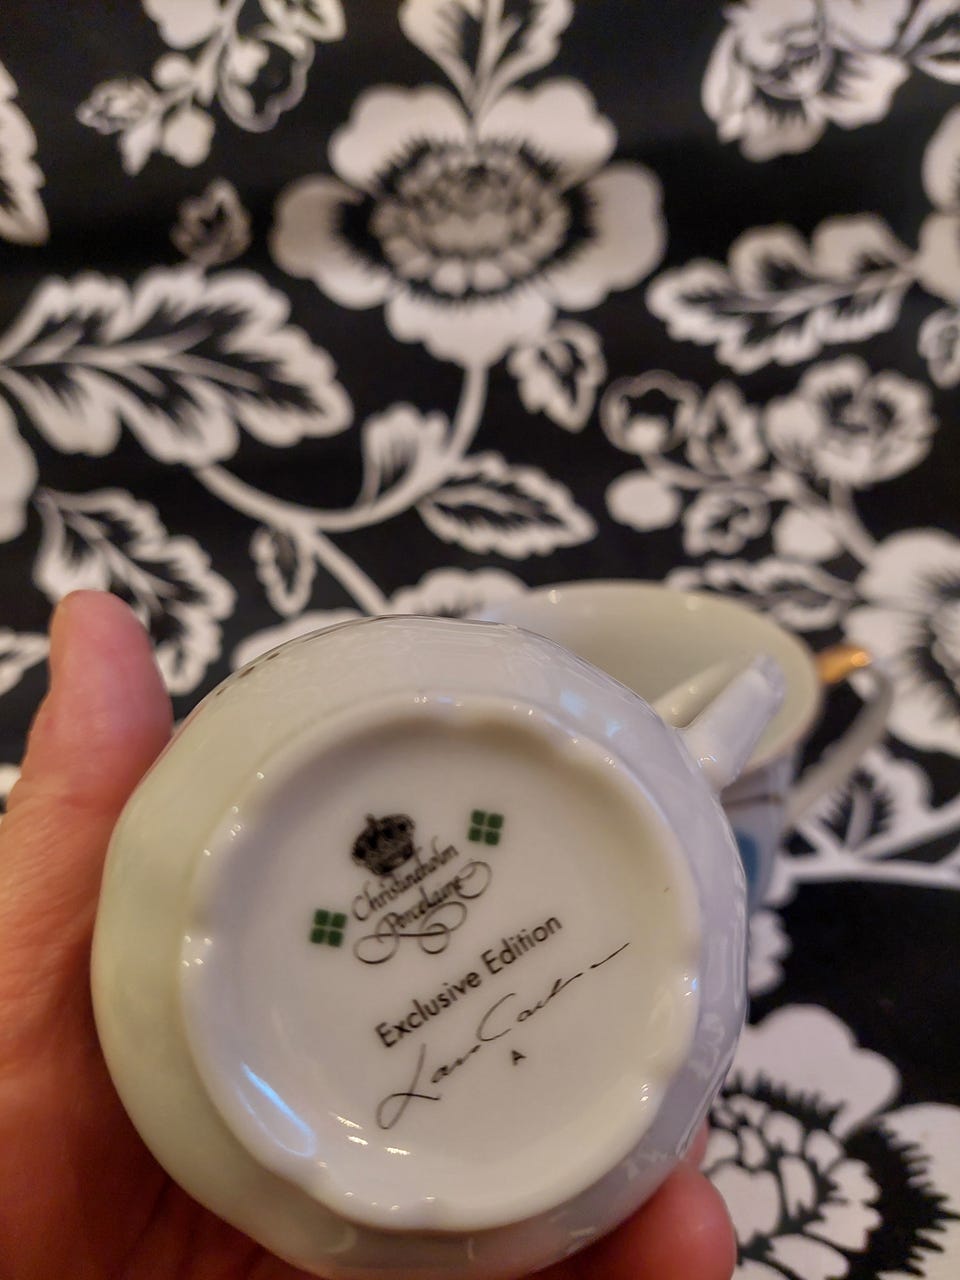 Christineholm
Porcelaine
Exclusive Edition
A